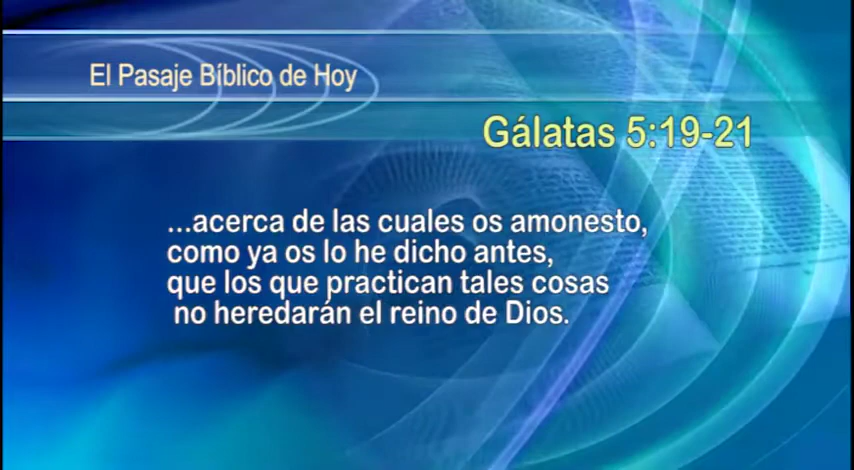 El Pasaje Bíblico de Hoy
Gálatas 5:19-21
...acerca de las cuales os amonesto,
como ya os lo he dicho antes,
que los que practican tales cosas
no heredarán el reino de Dios.